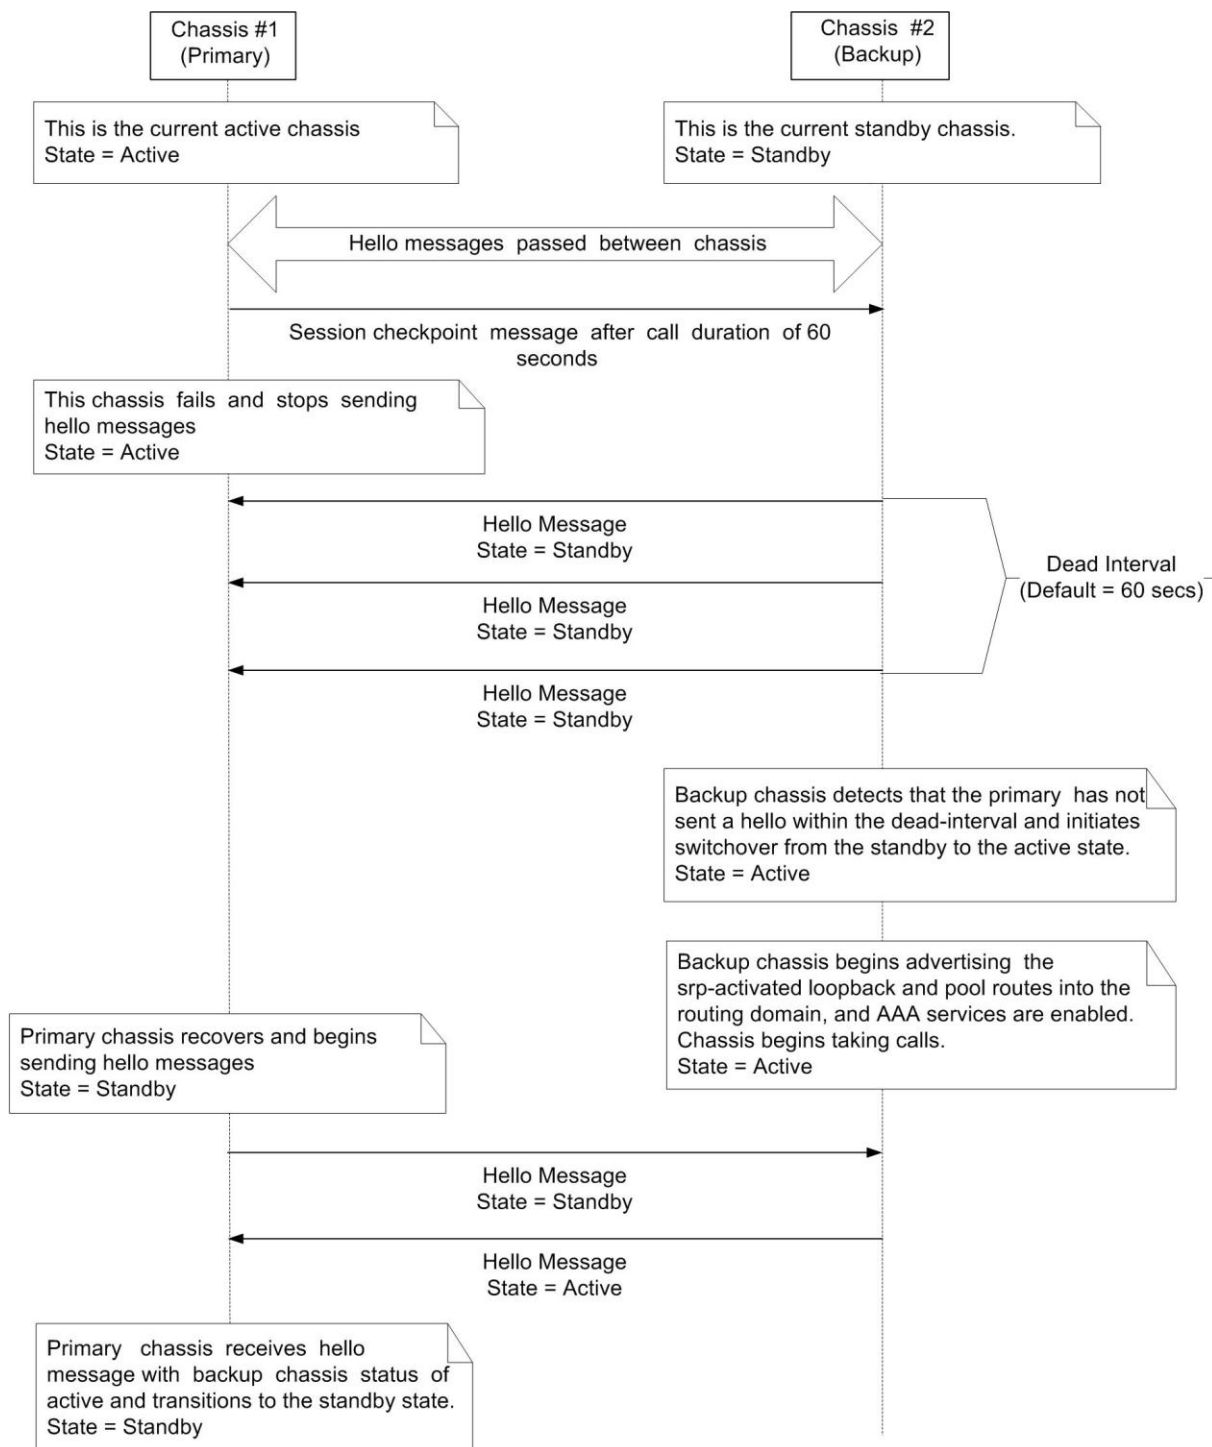 Chassis #1
(Primary)
Chassis #2
(Backup)
This is the current active chassis
State = Active
This is the current standby chassis.
State = Standby
Hello messages passed between chassis
Session checkpoint message after call duration of 60
seconds
This chassis fails and stops sending
hello messages
State = Active
Hello Message
State = Standby
Dead Interval
(Default = 60 secs)
Hello Message
State = Standby
Hello Message
State = Standby
Backup chassis detects that the primary has not
sent a hello within the dead-interval and initiates
switchover from the standby to the active state.
State = Active
Backup chassis begins advertising the
srp-activated loopback and pool routes into the
routing domain, and AAA services are enabled.
Chassis begins taking calls.
State = Active
Primary chassis recovers and begins
sending hello messages
State = Standby
Hello Message
State = Standby
Hello Message
State = Active
Primary chassis receives hello
message with backup chassis status of
active and transitions to the standby state.
State = Standby